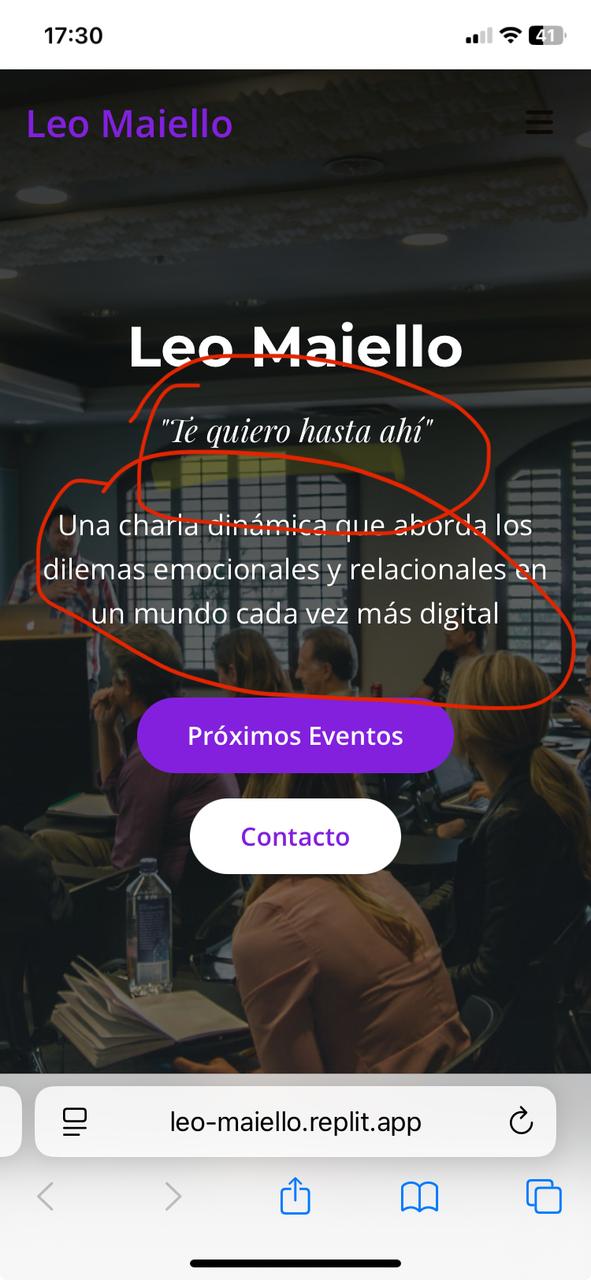 17:30
41
Leo Maiello
Leo Maiello
"Te quiero hasta ahí"
Una charla dinámica que aborda los
dilemas emocionales y relacionales en
un mundo cada vez más digital
Próximos Eventos
Contacto
leo-maiello.replit.app